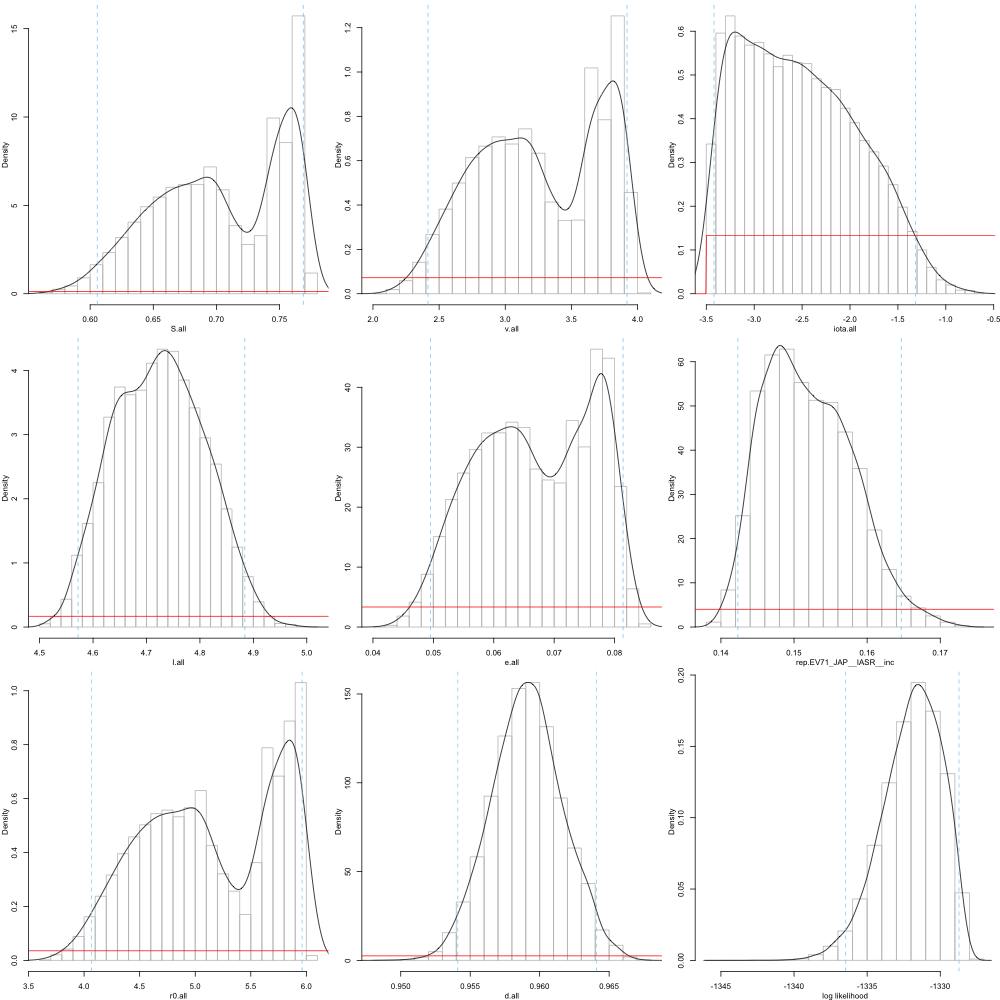 Density
0 5 10 15
0.60 0.65 0.70 0.75
S.all
Density
0.0 0.2 0.4 0.6 0.8 1.0 1.2
2.0 2.5 3.0 3.5 4.0
v.all
Density
0.0 0.1 0.2 0.3 0.4 0.5 0.6
-3.5 -3.0 -2.5 -2.0 -1.5 -1.0 -0.5
iota.all
Density
0 1 2 3 4
4.5 4.6 4.7 4.8 4.9 5.0
l.all
Density
0 10 20 30 40
0.04 0.05 0.06 0.07 0.08
e.all
Density
0 10 20 30 40 50 60
0.14 0.15 0.16 0.17
rep.EV71_JAP__IASR__inc
Density
0.0 0.2 0.4 0.6 0.8 1.0
3.5 4.0 4.5 5.0 5.5 6.0
r0.all
Density
0 50 100 150
0.950 0.955 0.960 0.965
d.all
Density
0.00 0.05 0.10 0.15 0.20
-1345 -1340 -1335 -1330
log likelihood